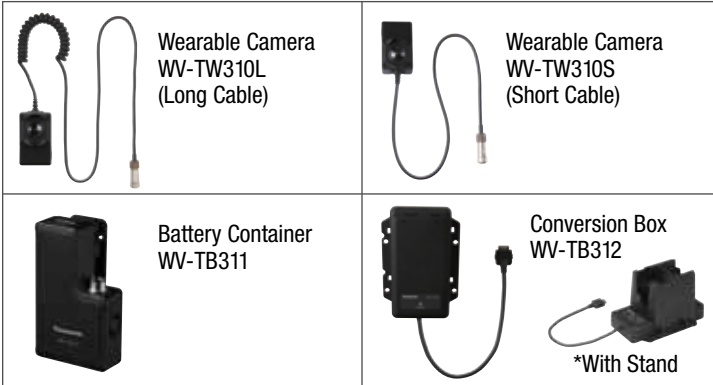 Wearable Camera
WV-TW310L
(Long Cable)
Wearable Camera
WV-TW310S
(Short Cable)
Battery Container
WV-TB311
Panasonic
Conversion Box
WV-TB312
*With Stand